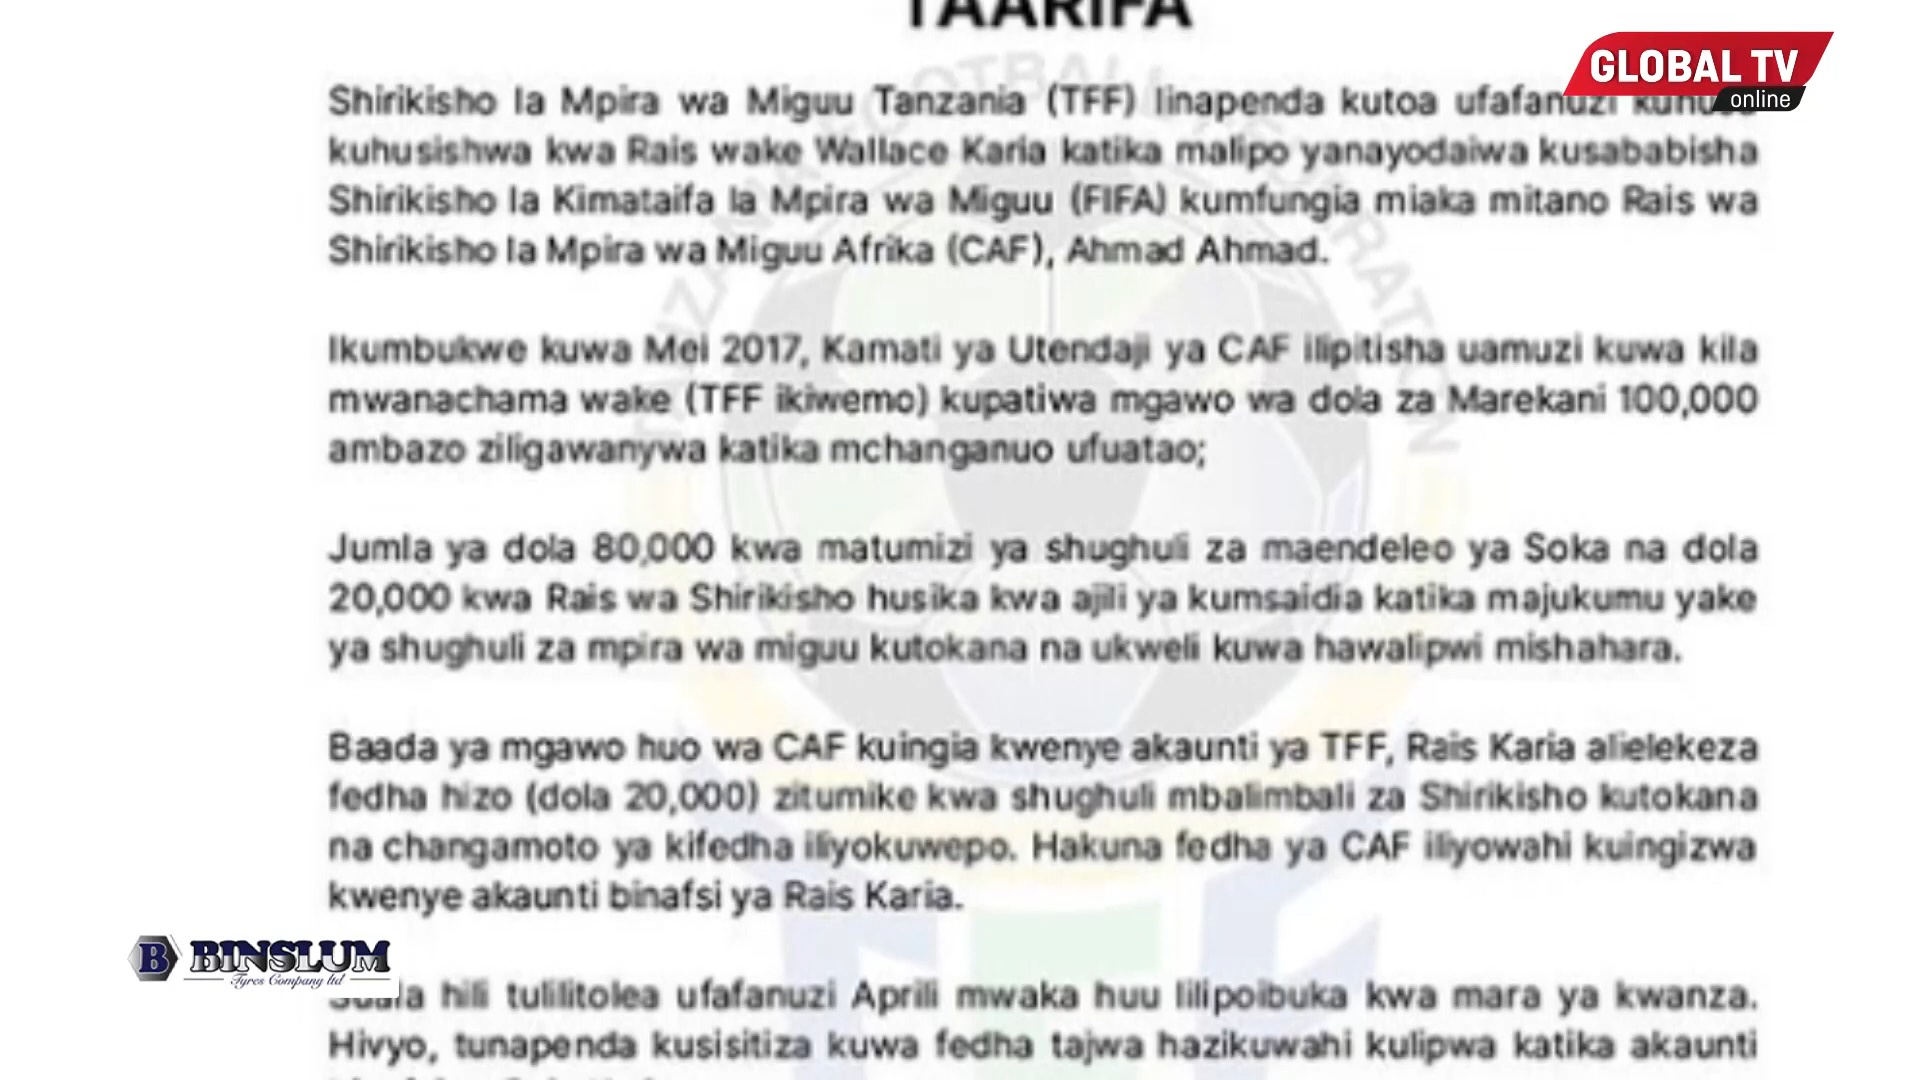 TAARIFA
GLOBAL TV
online
Shirikisho la Mpira wa Miguu Tanzania (TFF) linapenda kutoa ufafanuzi
kuhusishwa kwa Rais wake Wallace Karia katika malipo yanayodaiwa kusababisha
Shirikisho la Kimataifa la Mpira wa Miguu (FIFA) kumfungia miaka mitano Rais wa
Shirikisho la Mpira wa Miguu Afrika (CAF), Ahmad Ahmad.
Ikumbukwe kuwa Mei 2017, Kamati ya Utendaji ya CAF ilipitisha uamuzi kuwa kila
mwanachama wake (TFF ikiwemo) kupatiwa mgawo wa dola za Marekani 100,000
ambazo ziligawanywa katika mchanganuo ufuatao;
Jumla ya dola 80,000 kwa matumizi ya shughuli za maendeleo ya Soka na dola
20,000 kwa Rais wa Shirikisho husika kwa ajili ya kumsaidia katika majukumu yake
ya shughuli za mpira wa miguu kutokana na ukweli kuwa hawalipwi mishahara.
Baada ya mgawo huo wa CAF kuingia kwenye akaunti ya TFF, Rais Karia alielekeza
fedha hizo (dola 20,000) zitumike kwa shughuli mbalimbali za Shirikisho kutokana
na changamoto ya kifedha iliyokuwepo. Hakuna fedha ya CAF iliyowahi kuingizwa
kwenye akaunti binafsi ya Rais Karia.
BINSLUM
Tyres Company ltd
hili tulilitolea ufafanuzi Aprili mwaka huu lilipoibuka kwa mara ya kwanza.
Hivyo, tunapenda kusisitiza kuwa fedha tajwa hazikuwahi kulipwa katika akaunti